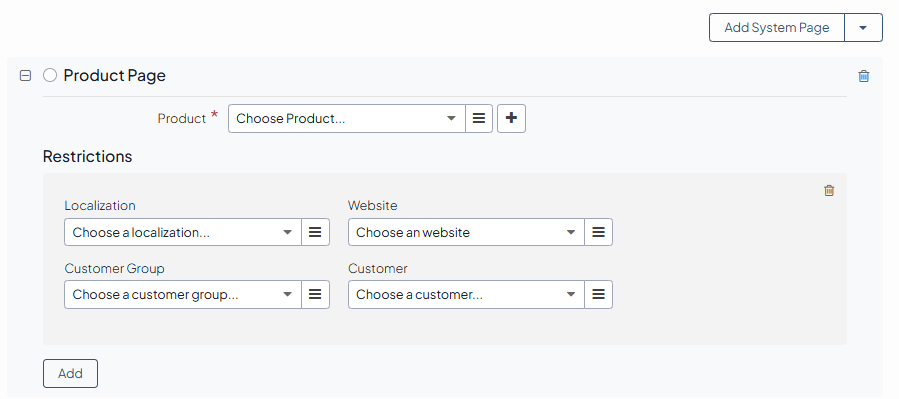 Add System Page
Product Page
Product * Choose Product...
Restrictions
Localization Website
Choose a localization... Choose an website
Customer Group Customer
Choose a customer group... Choose a customer...
Add